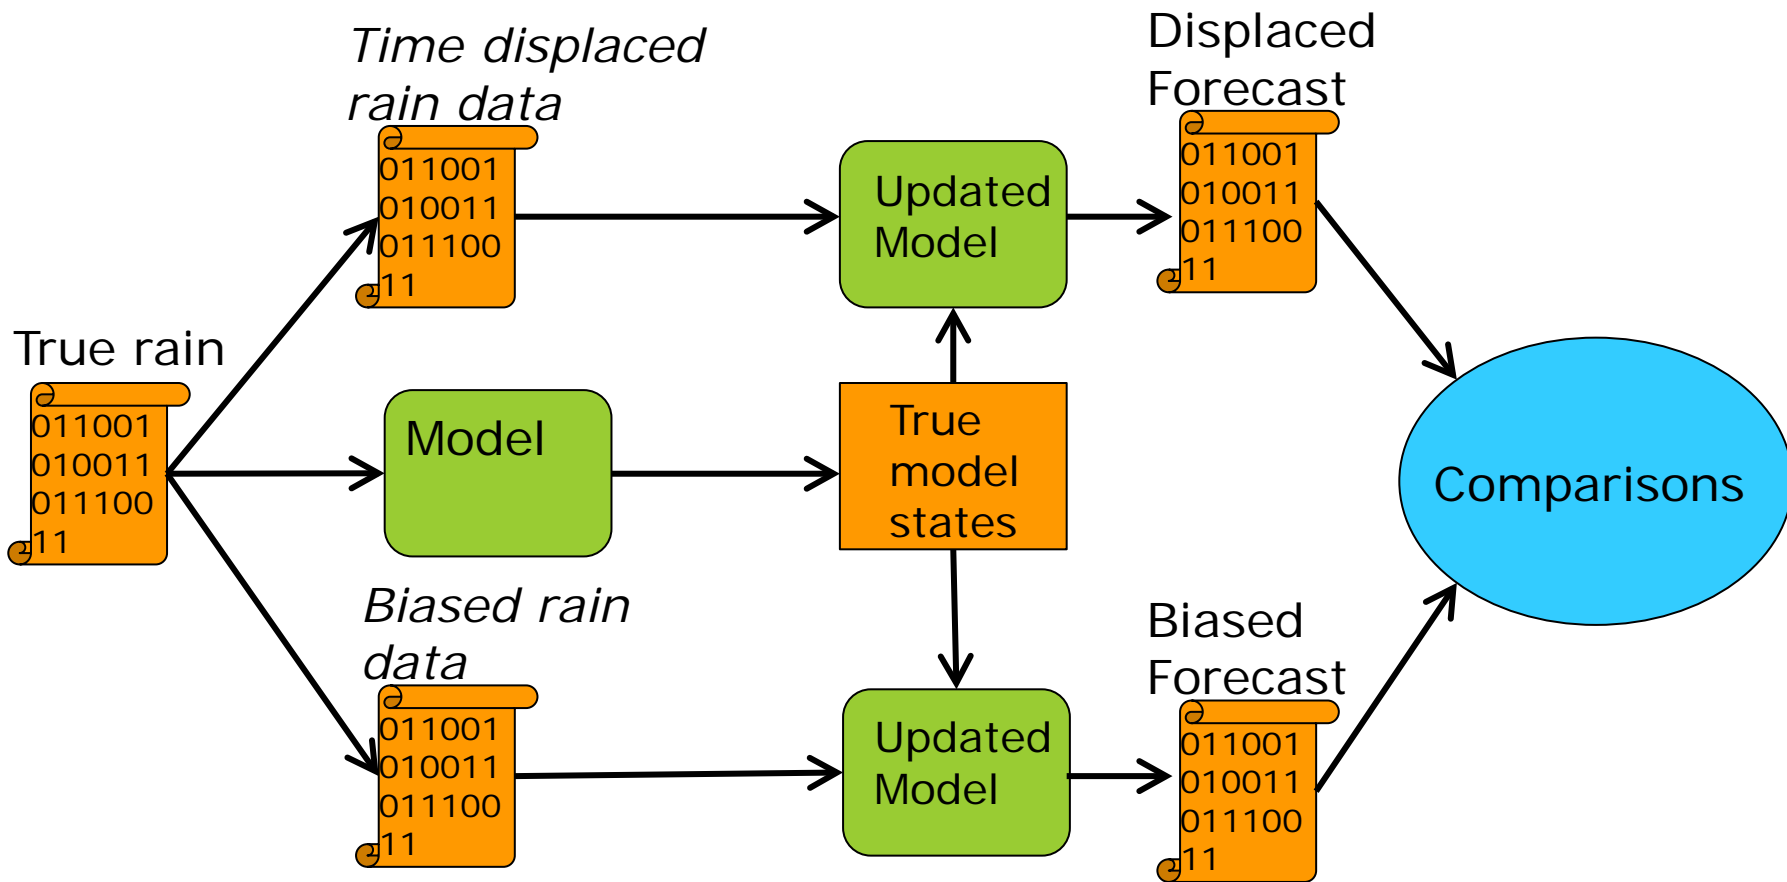 Time displaced
rain data
011001
010011
011100
11
Updated
Model
Displaced
Forecast
011001
010011
011100
11
True rain
011001
010011
011100
11
Model
True
model
states
Comparisons
Biased rain
data
011001
010011
011100
11
Updated
Model
Biased
Forecast
011001
010011
011100
11